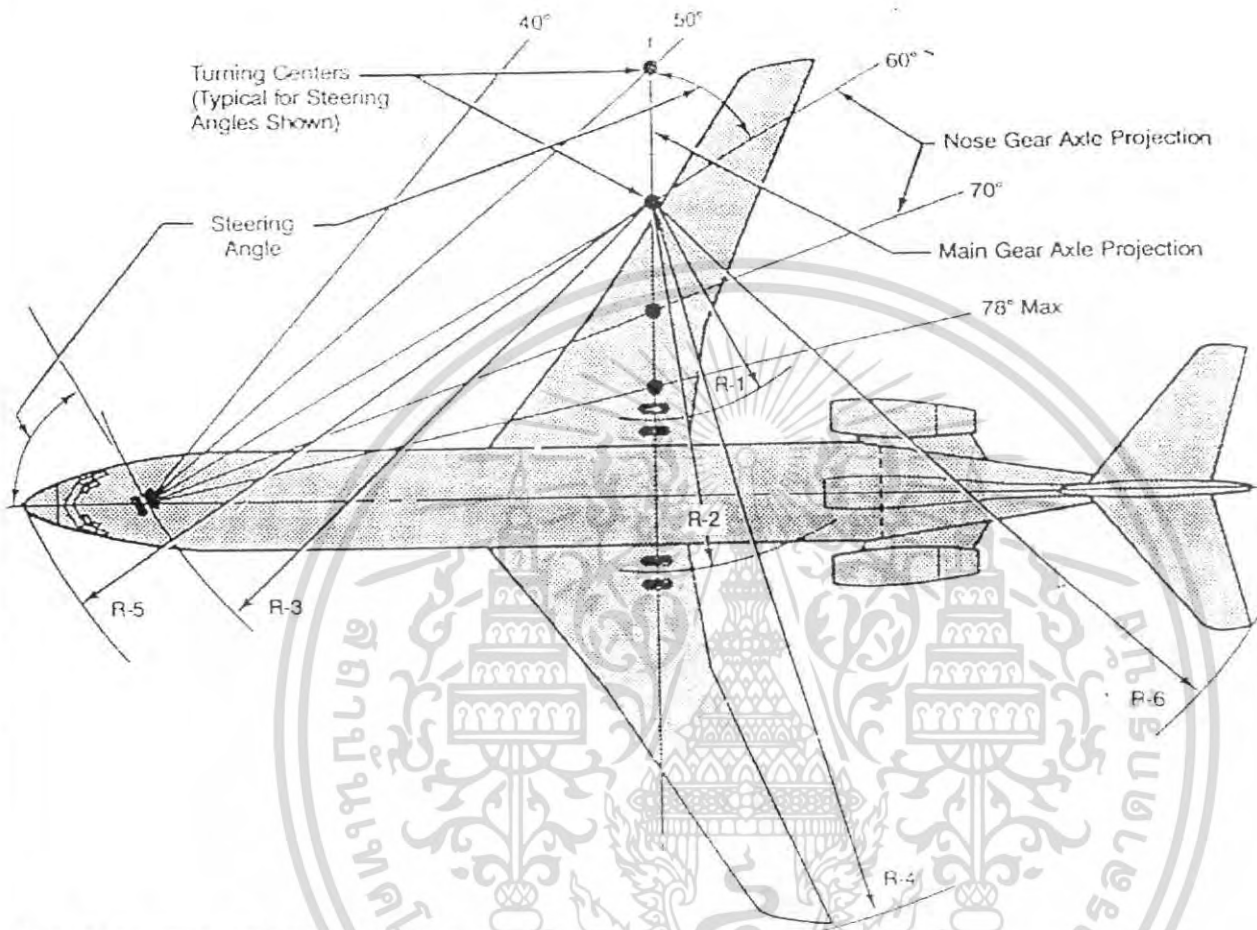 40°
50°
60°
Turning Centers
(Typical for Steering
Angles Shown)
Nose Gear Axle Projection
70°
Steering
Angle
Main Gear Axle Projection
78° Max
R-1
R-2
R-5
R-3
R-6
R-4